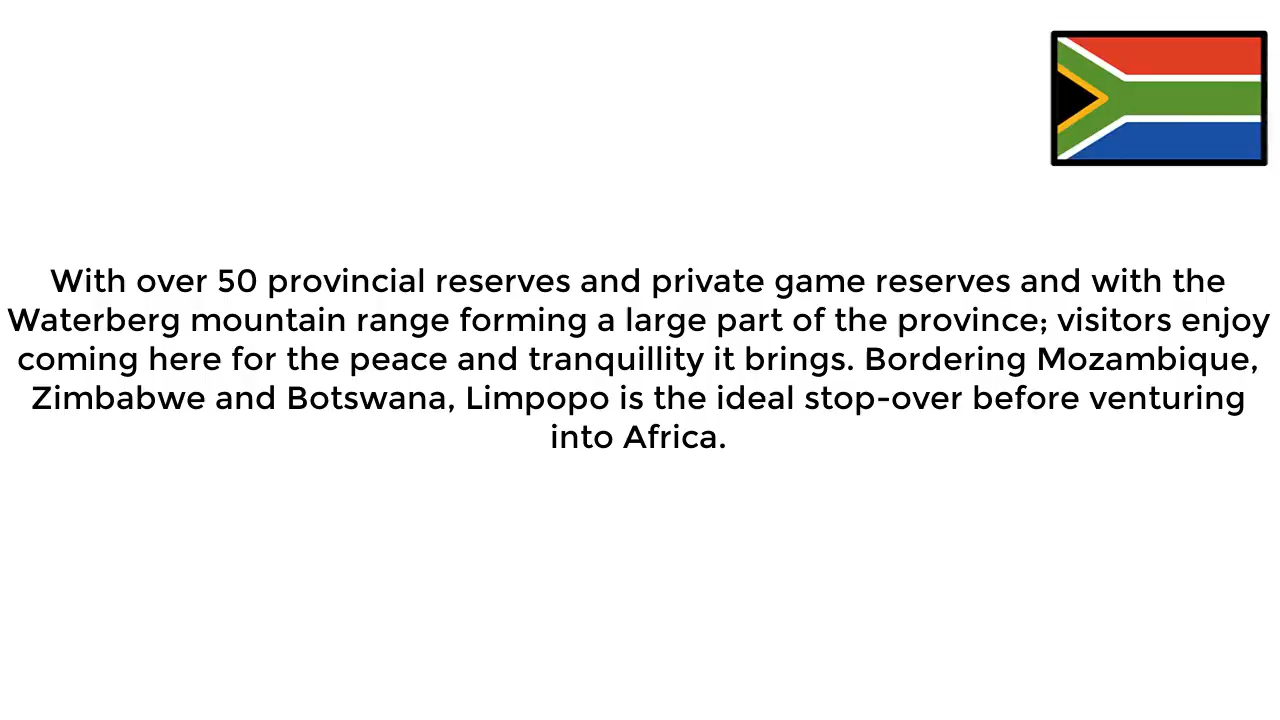 With over 50 provincial reserves and private game reserves and with the
Waterberg mountain range forming a large part of the province; visitors enjoy
coming here for the peace and tranquillity it brings. Bordering Mozambique,
Zimbabwe and Botswana, Limpopo is the ideal stop-over before venturing
into Africa.